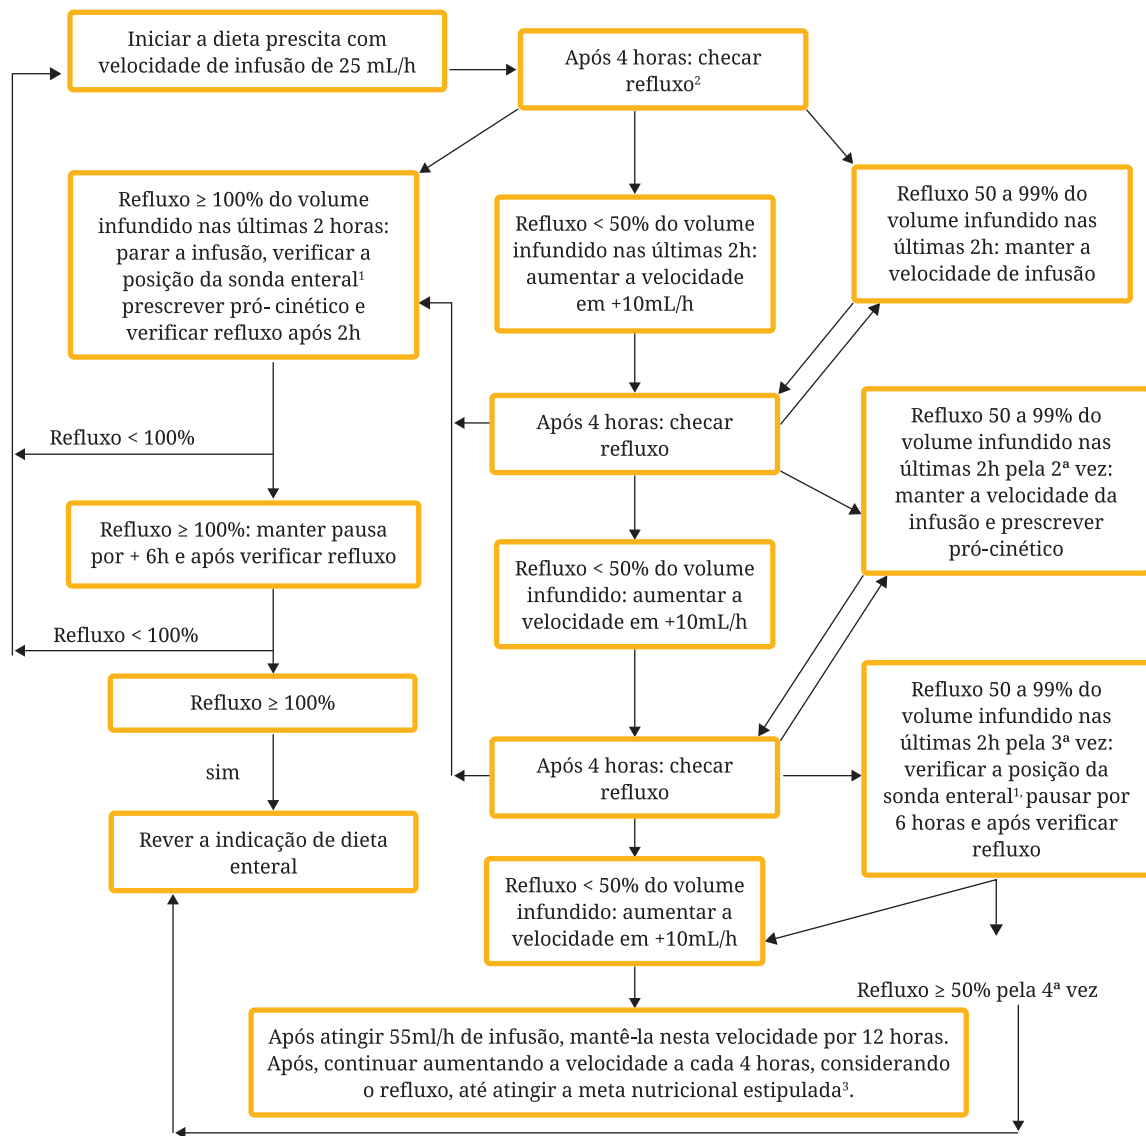 Iniciar a dieta prescita com
velocidade de infusão de 25 mL/h
Após 4 horas: checar
refluxo²
Refluxo ≥ 100% do volume
infundido nas últimas 2 horas:
parar a infusão, verificar a
posição da sonda enteral¹
prescrever pró- cinético e
verificar refluxo após 2h
Refluxo < 50% do volume
infundido nas últimas 2h:
aumentar a velocidade
em +10mL/h
Refluxo 50 a 99% do
volume infundido nas
últimas 2h: manter a
velocidade de infusão
Após 4 horas: checar
refluxo
Refluxo 50 a 99% do
volume infundido nas
últimas 2h pela 2ª vez:
manter a velocidade da
infusão e prescrever
pró-cinético
Refluxo < 100%
Refluxo ≥ 100%: manter pausa
por + 6h e após verificar refluxo
Refluxo < 50% do volume
infundido: aumentar a
velocidade em +10mL/h
Refluxo < 100%
Refluxo ≥ 100%
sim
Rever a indicação de dieta
enteral
Após 4 horas: checar
refluxo
Refluxo 50 a 99% do
volume infundido nas
últimas 2h pela 3ª vez:
verificar a posição da
sonda enteral¹, pausar por
6 horas e após verificar
refluxo
Refluxo < 50% do volume
infundido: aumentar a
velocidade em +10mL/h
Refluxo ≥ 50% pela 4ª vez
Após atingir 55ml/h de infusão, mantê-la nesta velocidade por 12 horas.
Após, continuar aumentando a velocidade a cada 4 horas, considerando
o refluxo, até atingir a meta nutricional estipulada³.